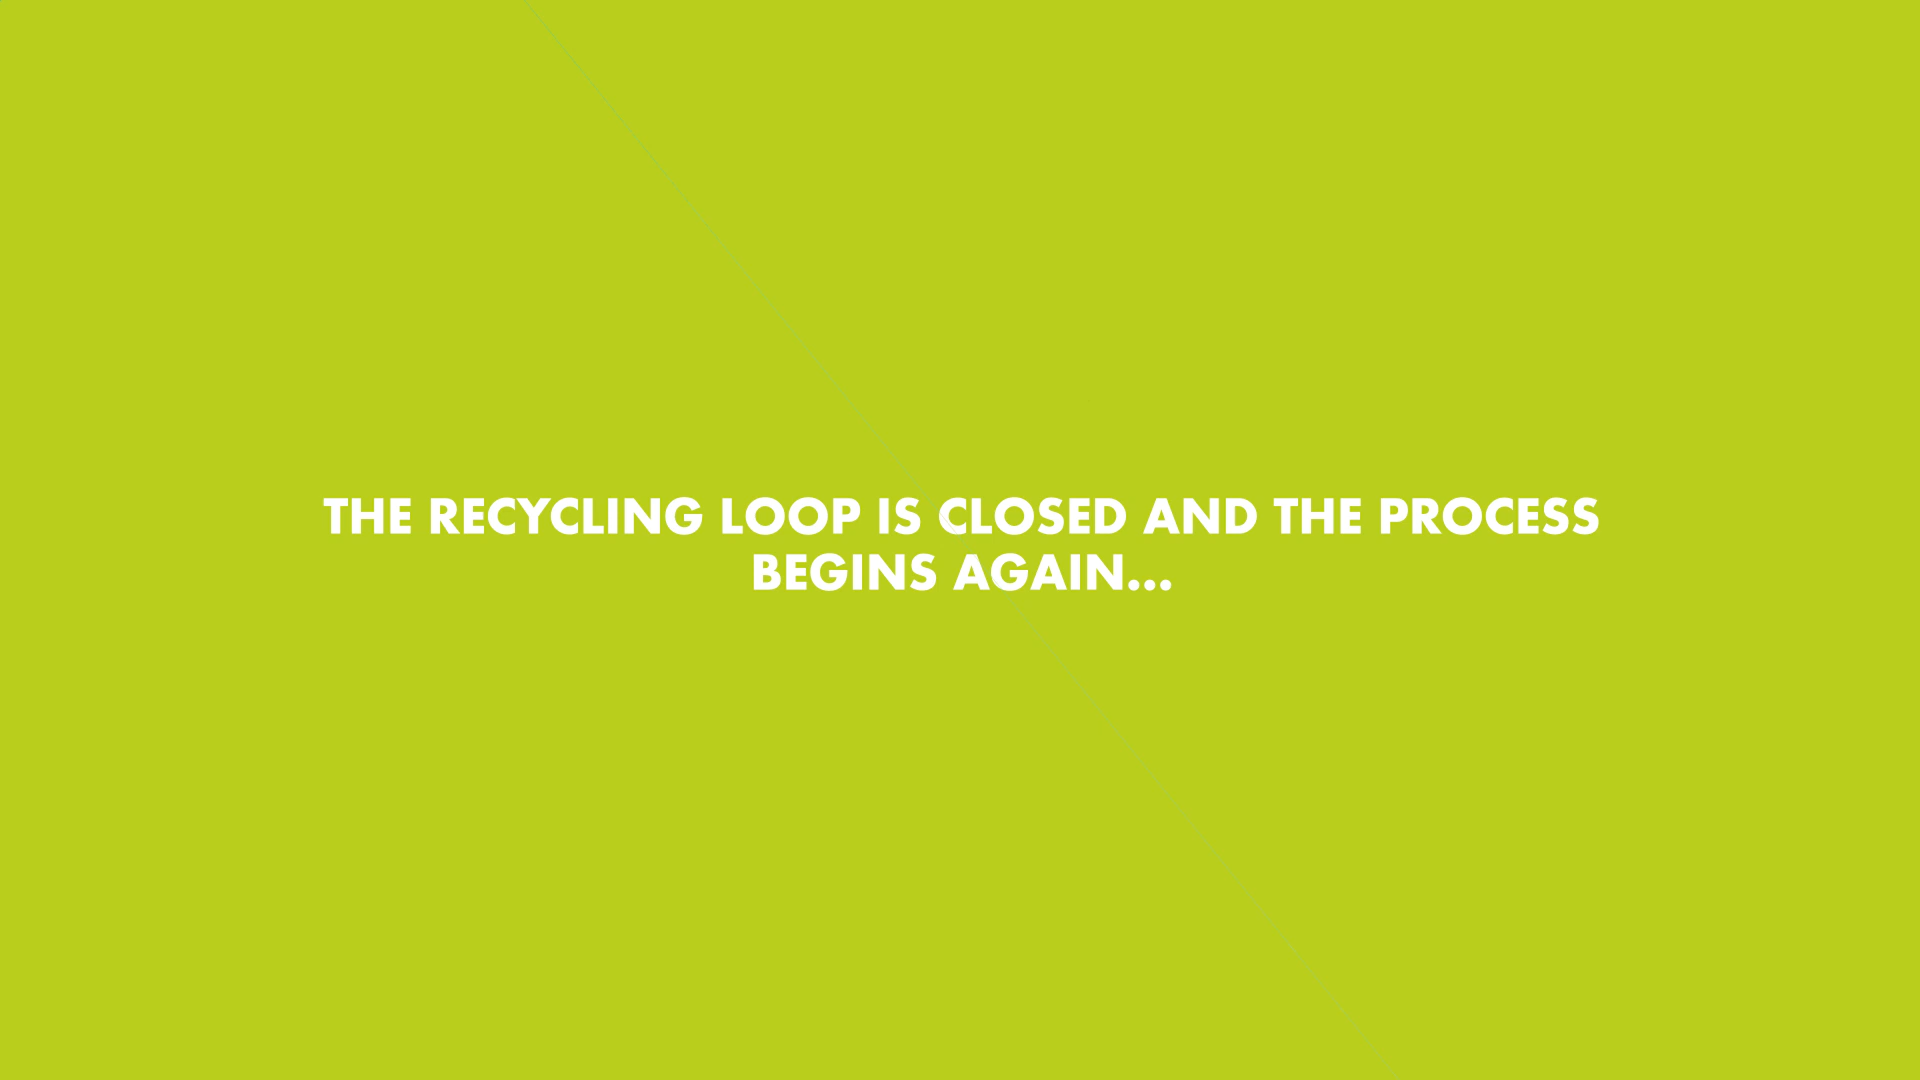 THE RECYCLING LOOP IS CLOSED AND THE PROCESS
BEGINS AGAIN...